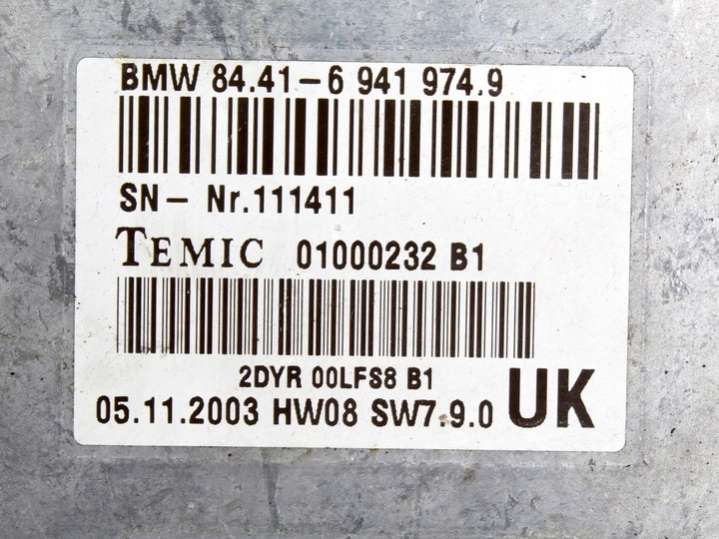 BMW 84.41-6 941 974.9
SN- Nr.111411
TEMIC 01000232 B1
2DYR 00LFS8 B1
05.11.2003 HW08 SW7.9.0 UK